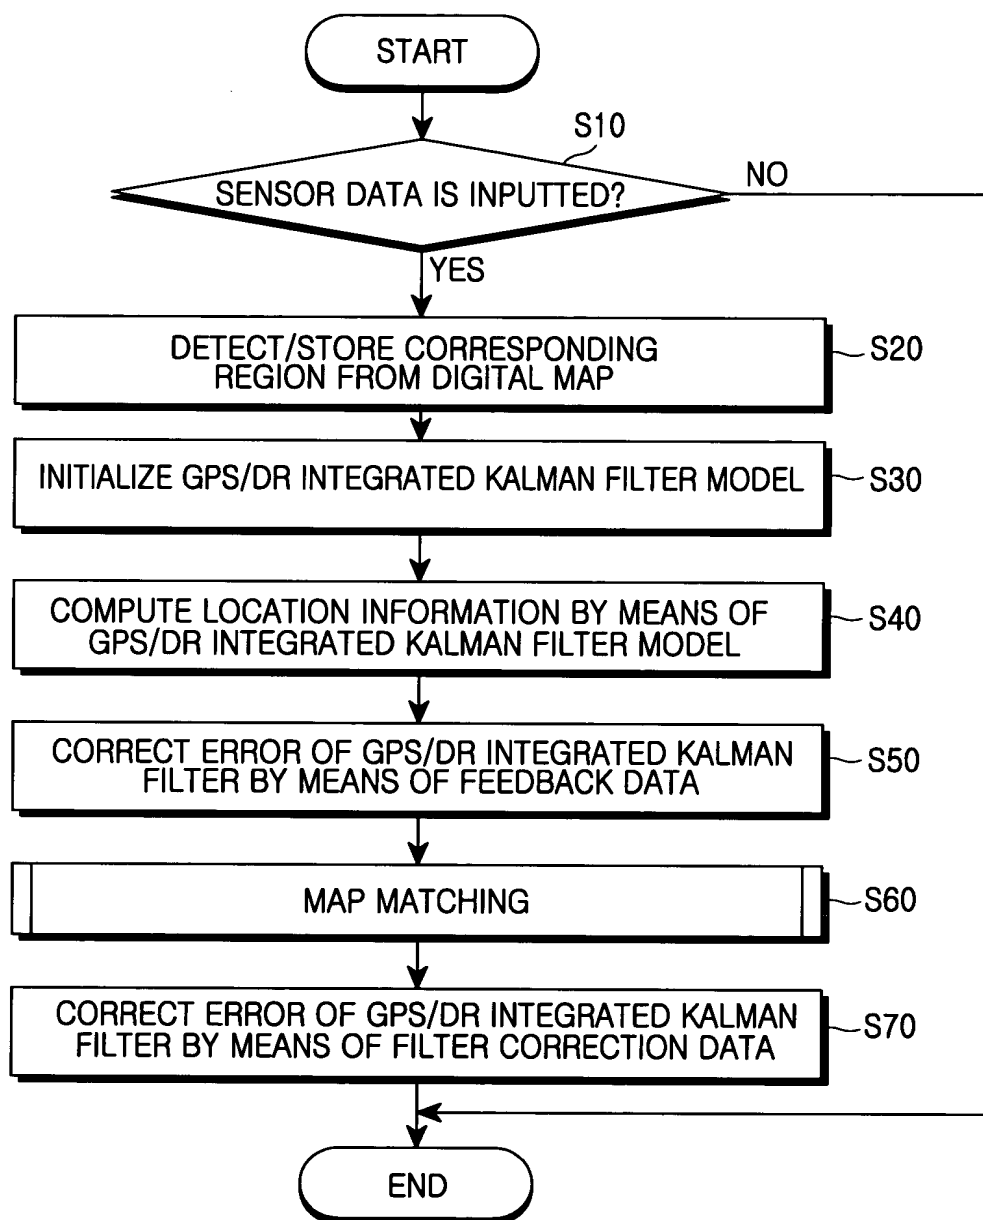 START
S10
SENSOR DATA IS INPUTTED?
NO
YES
DETECT/STORE CORRESPONDING
REGION FROM DIGITAL MAP
S20
INITIALIZE GPS/DR INTEGRATED KALMAN FILTER MODEL
S30
COMPUTE LOCATION INFORMATION BY MEANS OF
GPS/DR INTEGRATED KALMAN FILTER MODEL
S40
CORRECT ERROR OF GPS/DR INTEGRATED KALMAN
FILTER BY MEANS OF FEEDBACK DATA
S50
MAP MATCHING
S60
CORRECT ERROR OF GPS/DR INTEGRATED KALMAN
FILTER BY MEANS OF FILTER CORRECTION DATA
S70
END